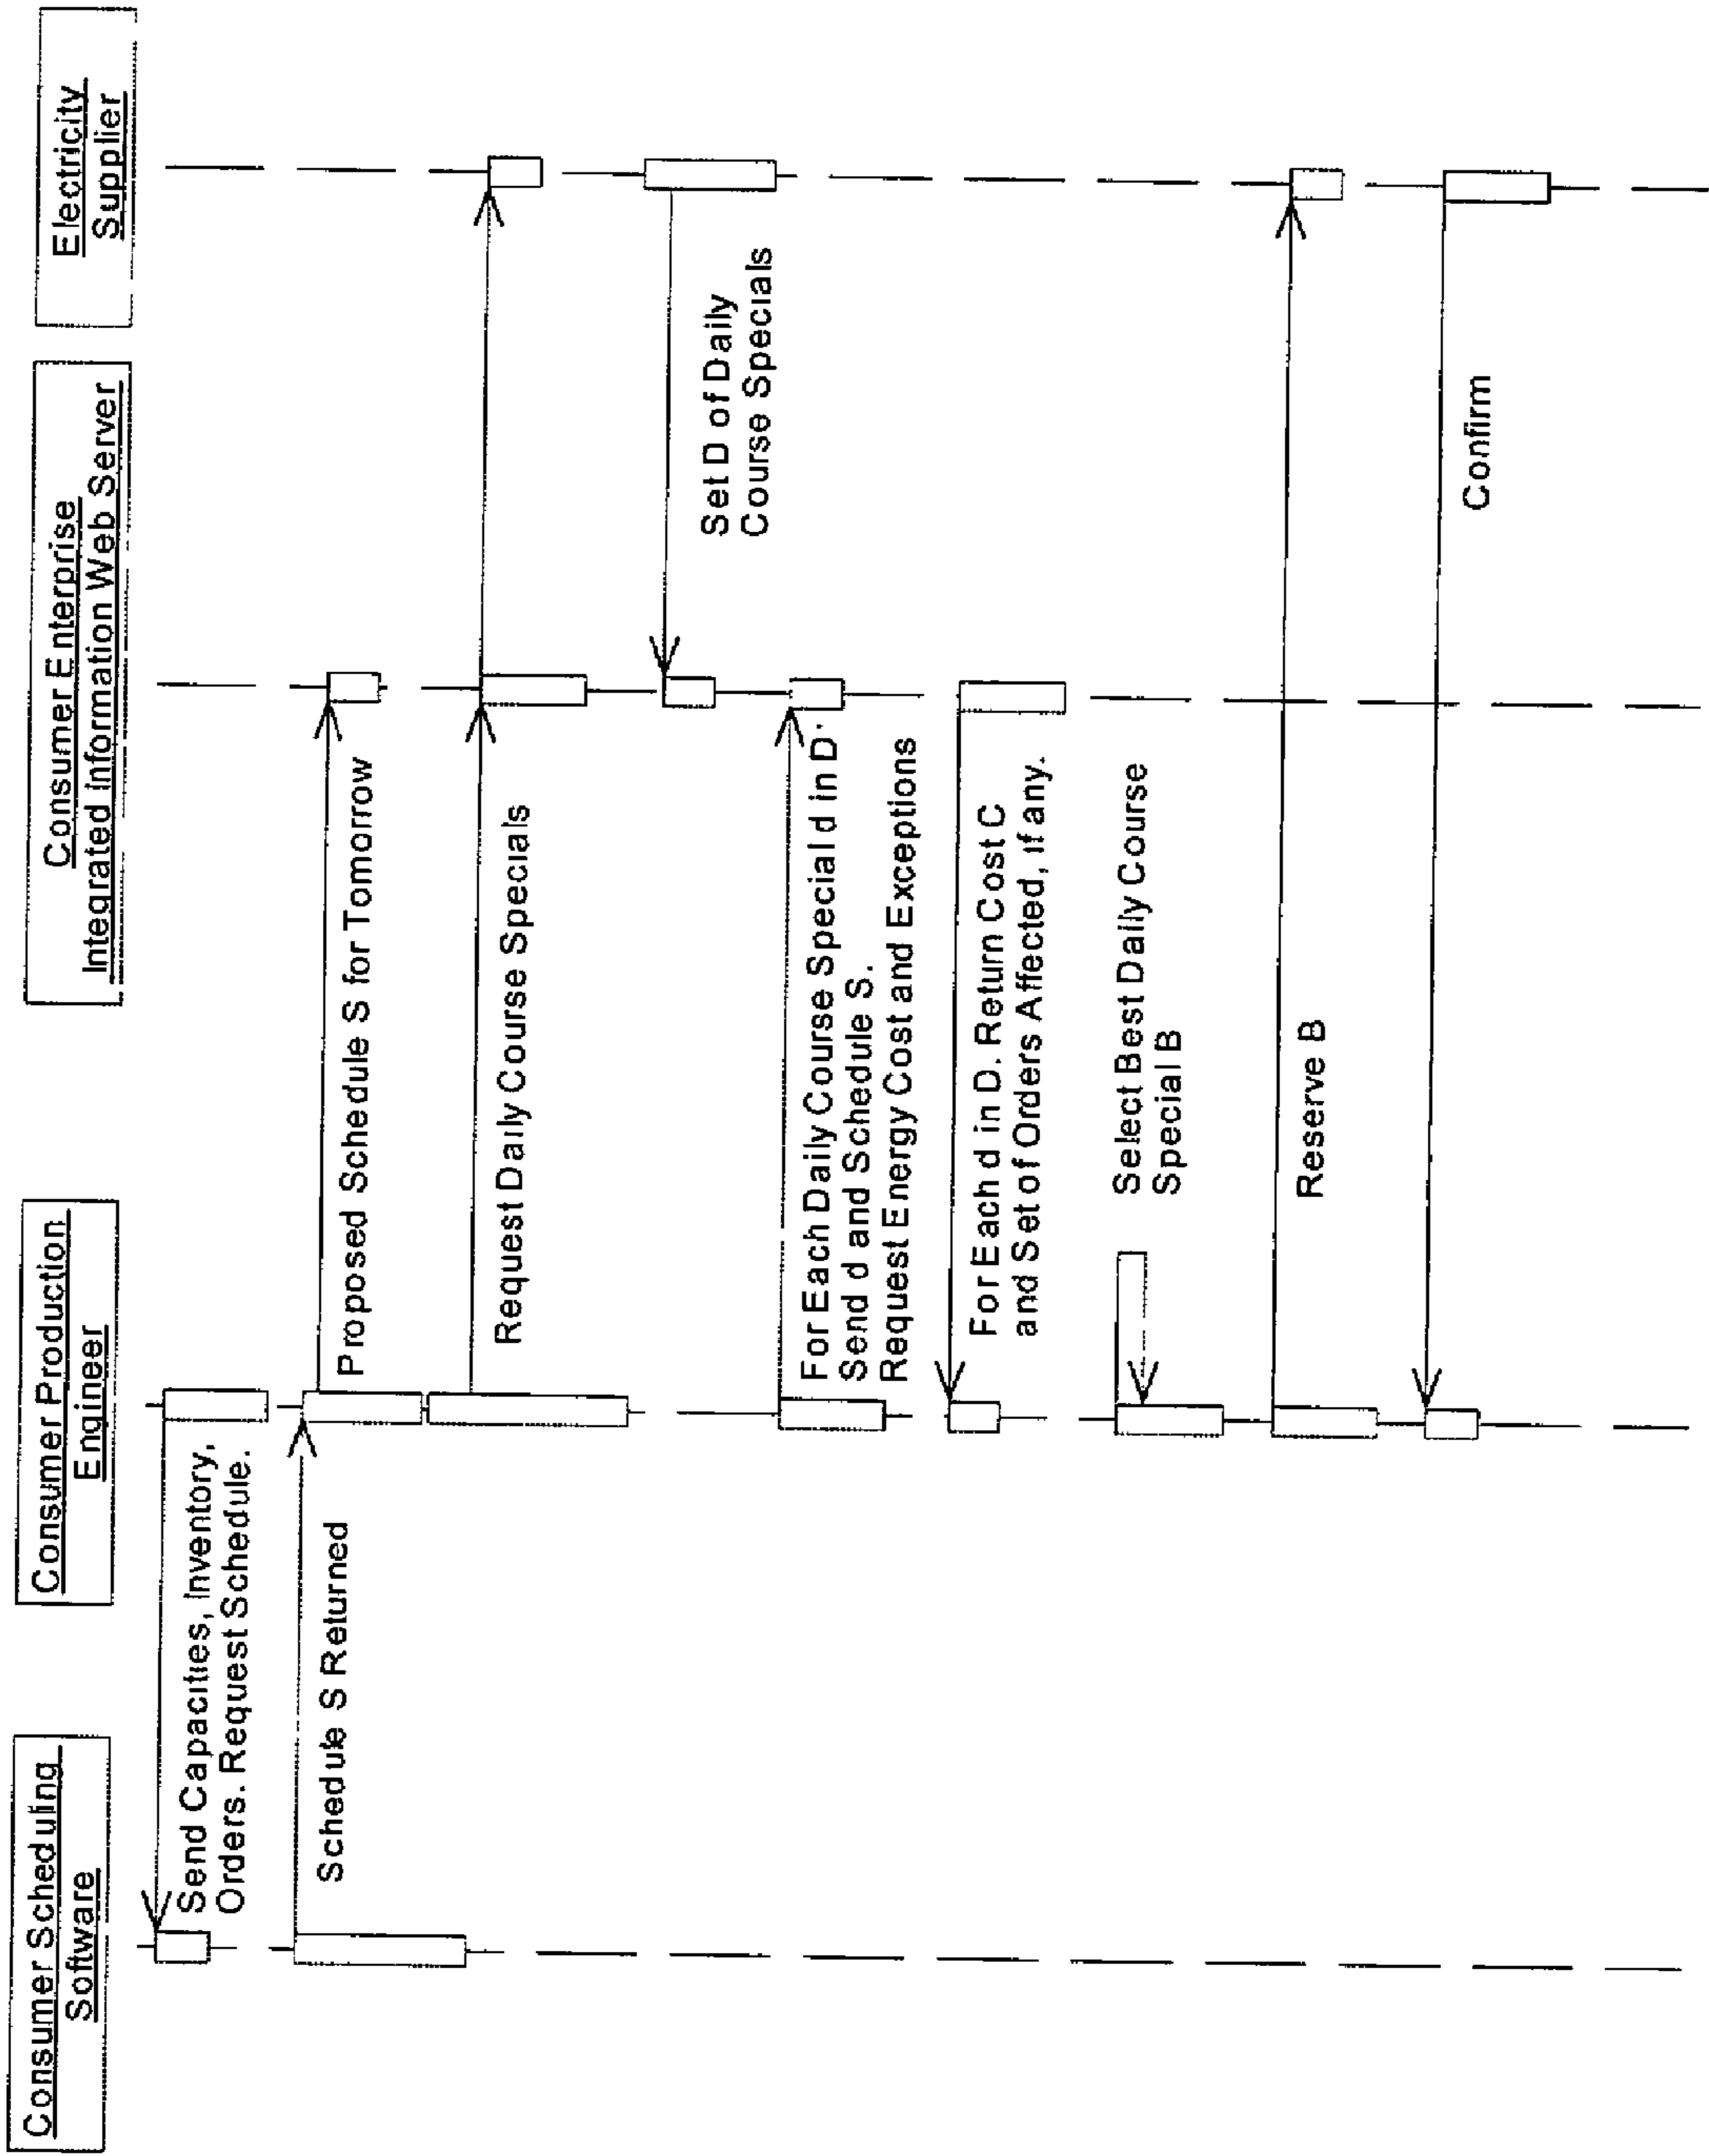 Consumer Scheduling
Software
Consumer Production
Engineer
Consumer Enterprise
Integrated Information Web Server
Electricity
Supplier
Send Capacities, Inventory,
Orders. Request Schedule.
Schedule S Returned
Proposed Schedule S for Tomorrow
Request Daily Course Specials
Set D of Daily
Course Specials
For Each Daily Course Special d in D·
Send d and Schedule S.
Request Energy Cost and Exceptions
For Each d in D. Return Cost C
and Set of Orders Affected, if any.
Select Best Daily Course
Special B
Reserve B
Confirm